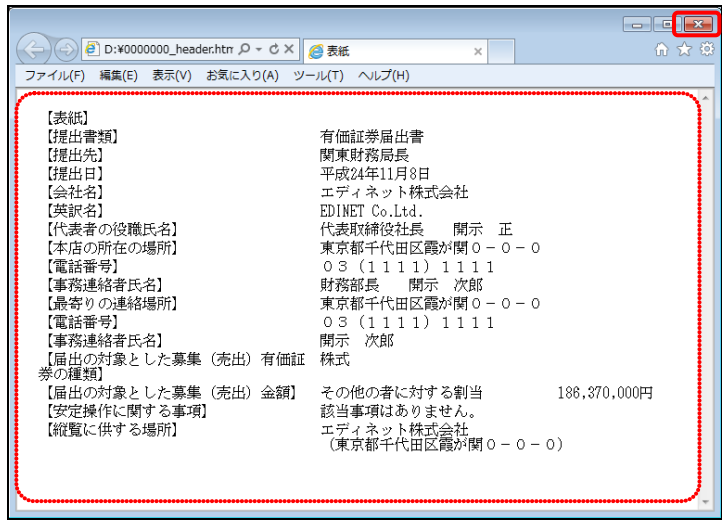 D:¥0000000_header.htm
表紙
ファイル(F) 編集(E) 表示(V) お気に入り(A) ツール(T) ヘルプ(H)
【表紙】
【提出書類】 有価証券届出書
【提出先】 関東財務局長
【提出日】 平成24年11月8日
【会社名】 エディネット株式会社
【英訳名】 EDINET Co.Ltd.
【代表者の役職氏名】 代表取締役社長 開示 正
【本店の所在の場所】 東京都千代田区霞が関0-0-0
【電話番号】 03(1111)1111
【事務連絡者氏名】 財務部長 開示 次郎
【最寄りの連絡場所】 東京都千代田区霞が関0-0-0
【電話番号】 03(1111)1111
【事務連絡者氏名】 開示 次郎
【届出の対象とした募集(売出)有価証 株式
券の種類】
【届出の対象とした募集(売出)金額】 その他の者に対する割当 186,370,000円
【安定操作に関する事項】 該当事項はありません。
【縦覧に供する場所】 エディネット株式会社
(東京都千代田区霞が関0-0-0)